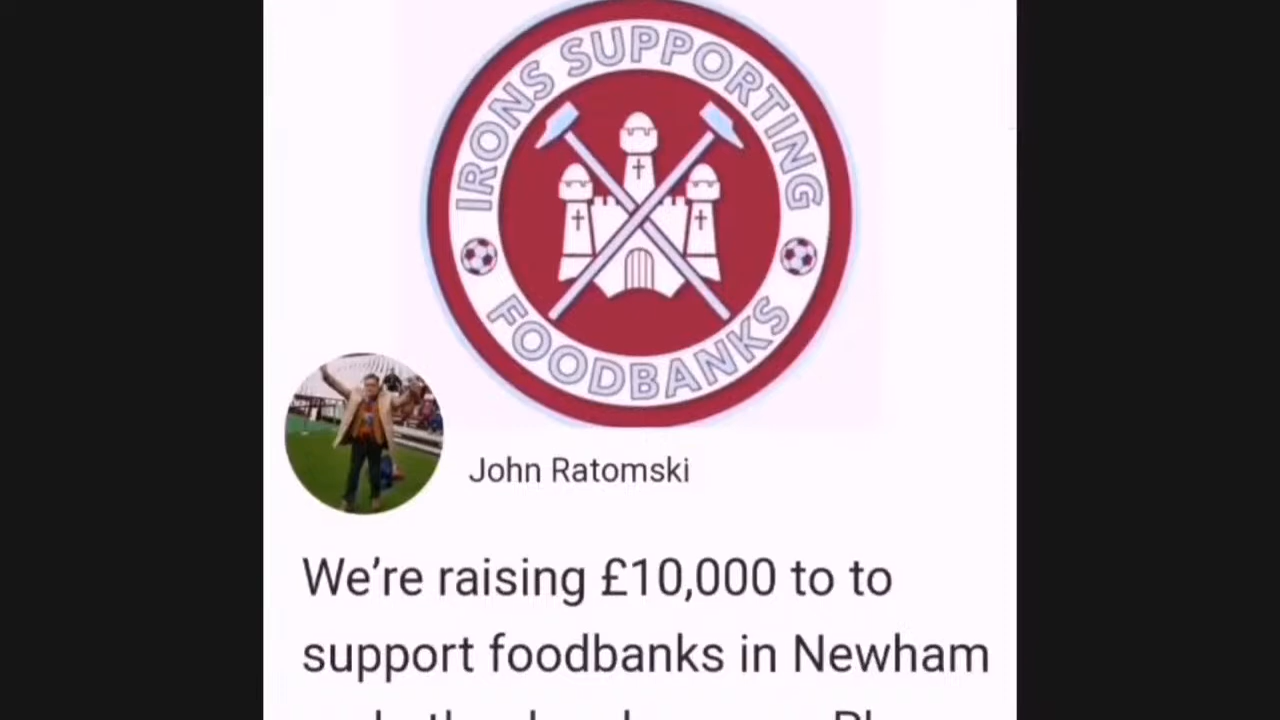 IRONS SUPPORTING
FOODBANKS
John Ratomski
We're raising £10,000 to to
support foodbanks in Newham